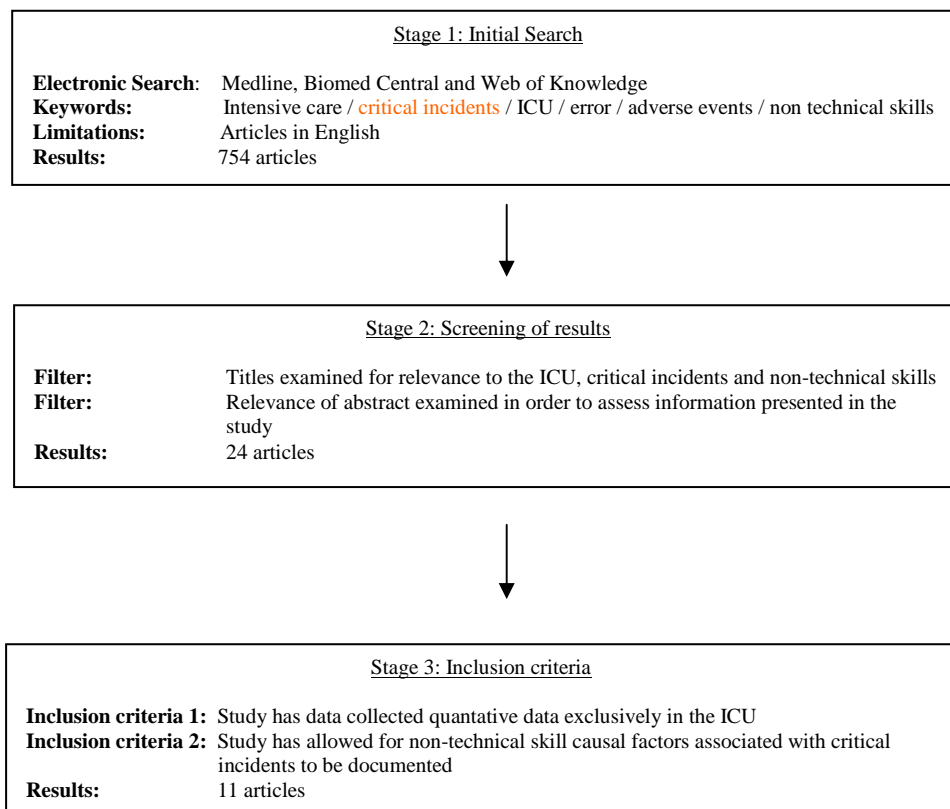 Stage 1: Initial Search
Electronic Search: Medline, Biomed Central and Web of Knowledge
Keywords: Intensive care / critical incidents / ICU / error / adverse events / non technical skills
Limitations: Articles in English
Results: 754 articles
Stage 2: Screening of results
Filter: Titles examined for relevance to the ICU, critical incidents and non-technical skills
Filter: Relevance of abstract examined in order to assess information presented in the
study
Results: 24 articles
Stage 3: Inclusion criteria
Inclusion criteria 1: Study has data collected quantative data exclusively in the ICU
Inclusion criteria 2: Study has allowed for non-technical skill causal factors associated with critical
incidents to be documented
Results: 11 articles